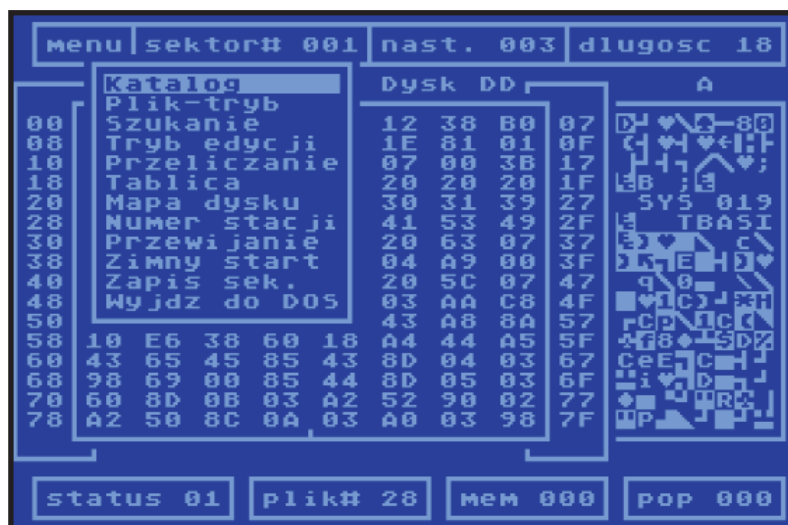 menu sektor# 001 nast. 003 dlugosc 18
Katalog Dysk DD A
Plik-tryb
00 Szukanie 12 38 B0 07
08 Tryb edycji 1E 81 01 0F
10 Przeliczanie 07 00 3B 17
18 Tablica 20 20 20 1F
20 Mapa dysku 30 31 39 27 SYS 019
28 Numer stacji 41 53 49 2F TBASI
30 Przewijanie 20 63 07 37
38 Zimny start 04 A9 00 3F
40 Zapis sek. 20 5C 07 47
48 Wyjdz do DOS 03 AA C8 4F
50 43 A8 8A 57
58 10 E6 38 60 18 A4 44 A5 5F
60 43 65 45 85 43 8D 04 03 67
68 98 69 00 85 44 8D 05 03 6F
70 60 8D 0B 03 A2 52 90 02 77
78 A2 50 8C 0A 03 A0 03 98 7F
status 01 plik# 28 mem 000 pop 000